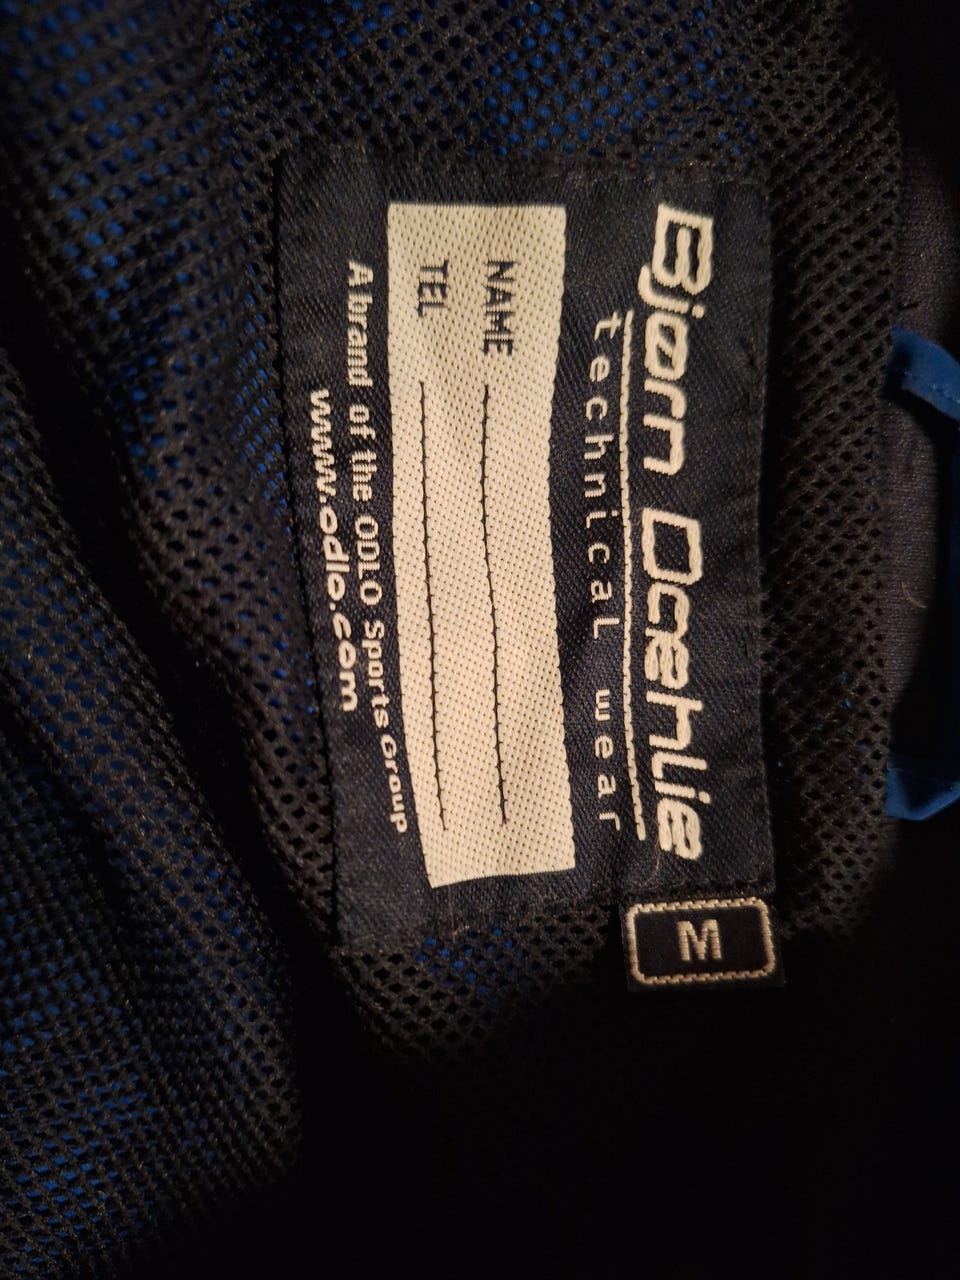 Bjørn Dæhlie
technical wear
NAME
TEL
A brand of the ODLO Sports Group
www.odlo.com
M